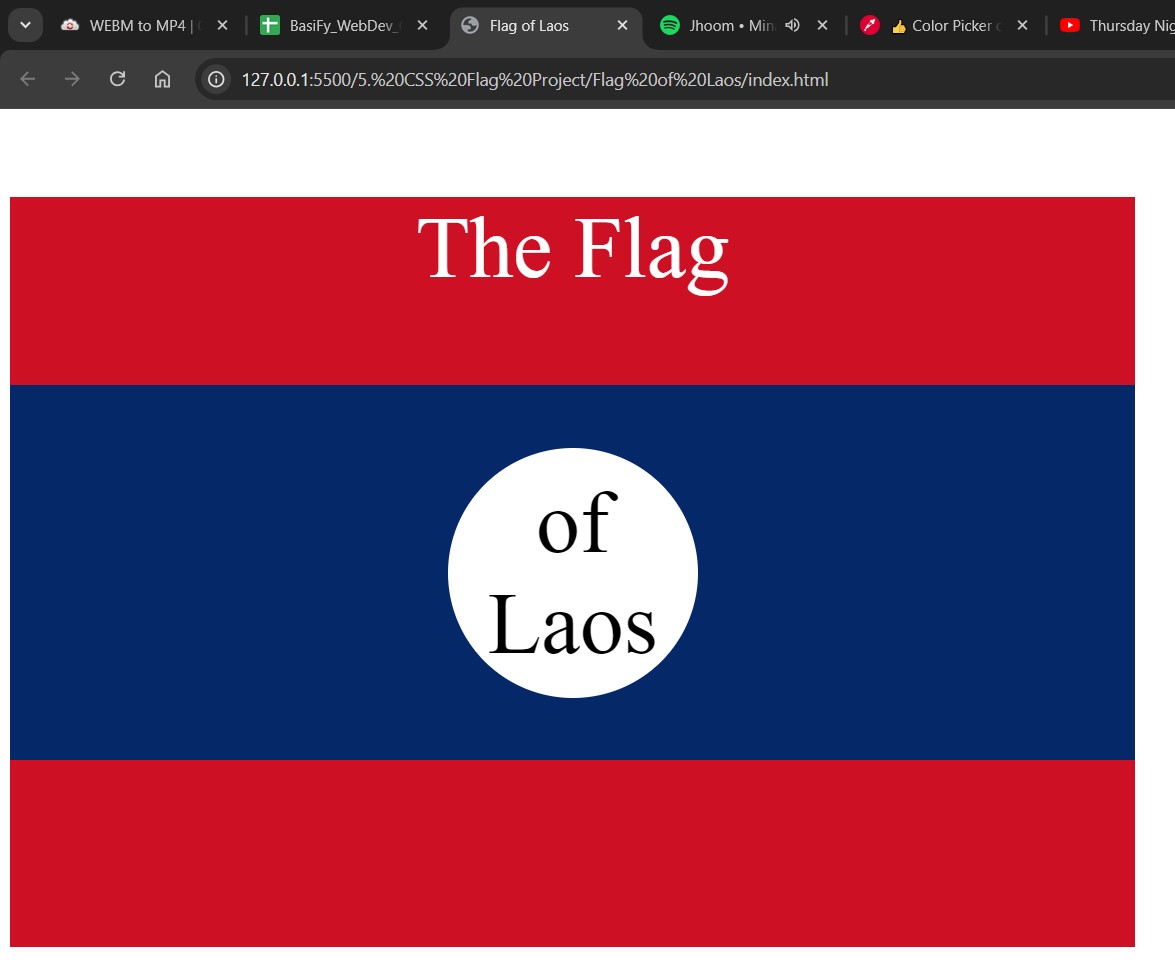 WEBM to MP4 |
BasiFy_WebDev_
Flag of Laos
Jhoom • Min
Color Picker
Thursday Nig
127.0.0.1:5500/5.%20CSS%20Flag%20Project/Flag%20of%20Laos/index.html
The Flag
of
Laos